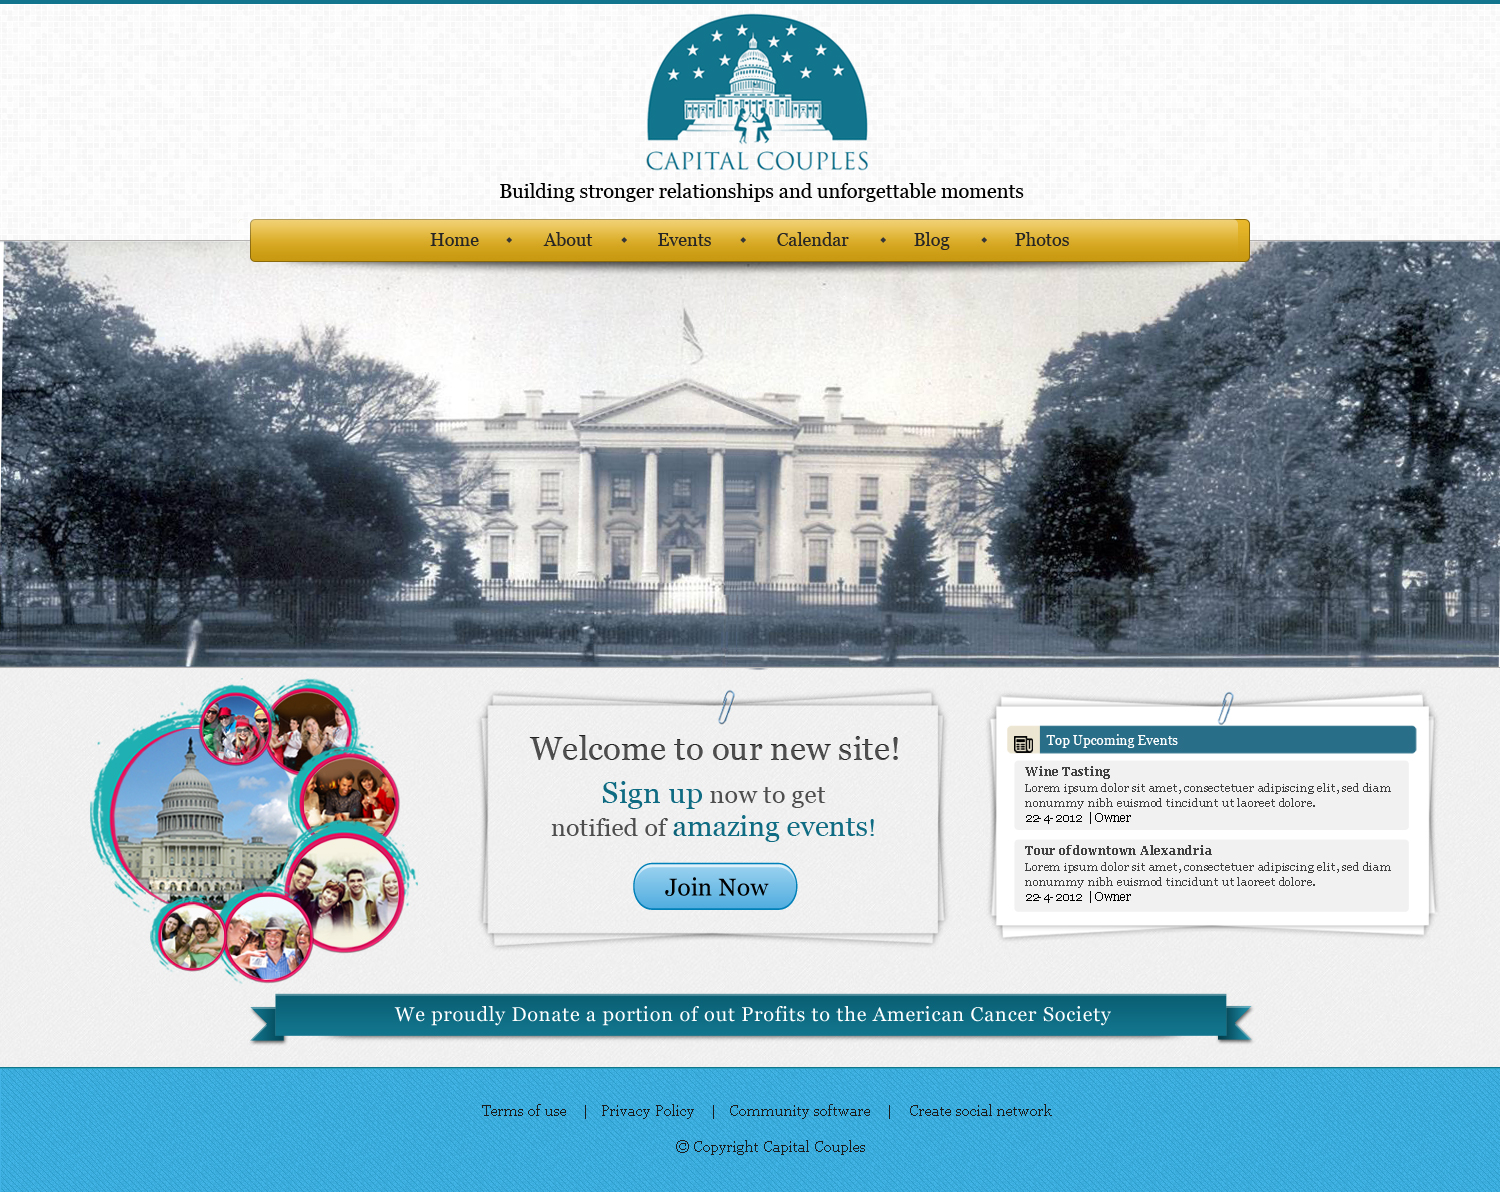 CAPITAL COUPLES
Building stronger relationships and unforgettable moments
Home • About • Events • Calendar • Blog • Photos
Welcome to our new site!
Sign up now to get
notified of amazing events!
Join Now
Top Upcoming Events
Wine Tasting
Lorem ipsum dolor sit amet, consectetuer adipiscing elit, sed diam
nonummy nibh euismod tincidunt ut laoreet dolore.
22-4-2012 | Owner
Tour of downtown Alexandria
Lorem ipsum dolor sit amet, consectetuer adipiscing elit, sed diam
nonummy nibh euismod tincidunt ut laoreet dolore.
22-4-2012 | Owner
We proudly Donate a portion of out Profits to the American Cancer Society
Terms of use | Privacy Policy | Community software | Create social network
© Copyright Capital Couples